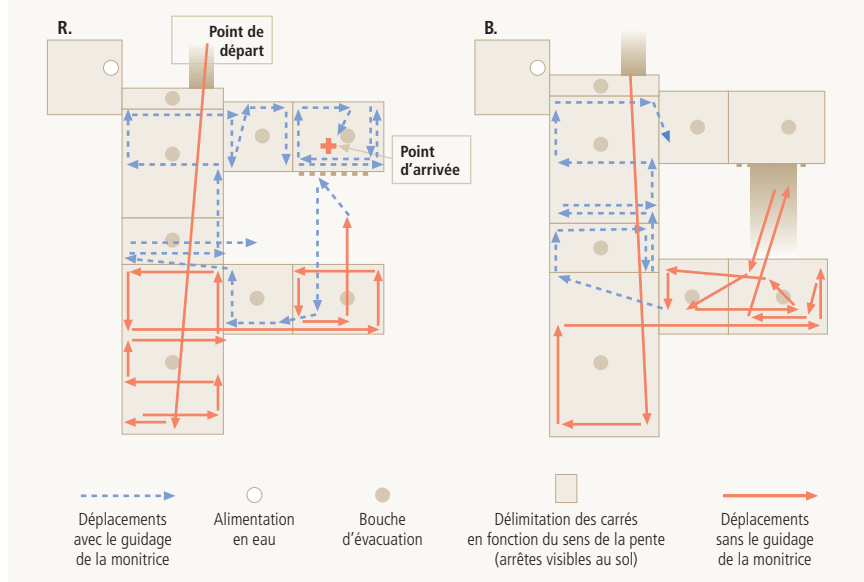 R.
Point de
départ
B.
Point
d'arrivée
Déplacements
avec le guidage
de la monitrice
Alimentation
en eau
Bouche
d'évacuation
Délimitation des carrés
en fonction du sens de la pente
(arrêtes visibles au sol)
Déplacements
sans le guidage
de la monitrice